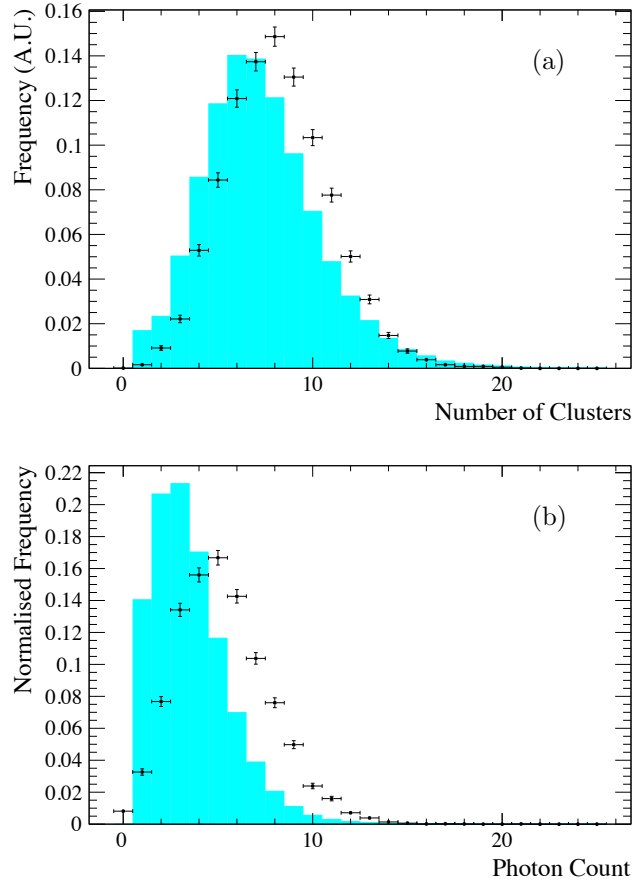 0.16
(a)
0.14
0.12
0.1
0.08
0.06
0.04
0.02
0
Frequency (A.U.)
0 10 20
Number of Clusters
0.22
0.2
(b)
0.18
0.16
0.14
0.12
0.1
0.08
0.06
0.04
0.02
0
Normalised Frequency
0 10 20
Photon Count